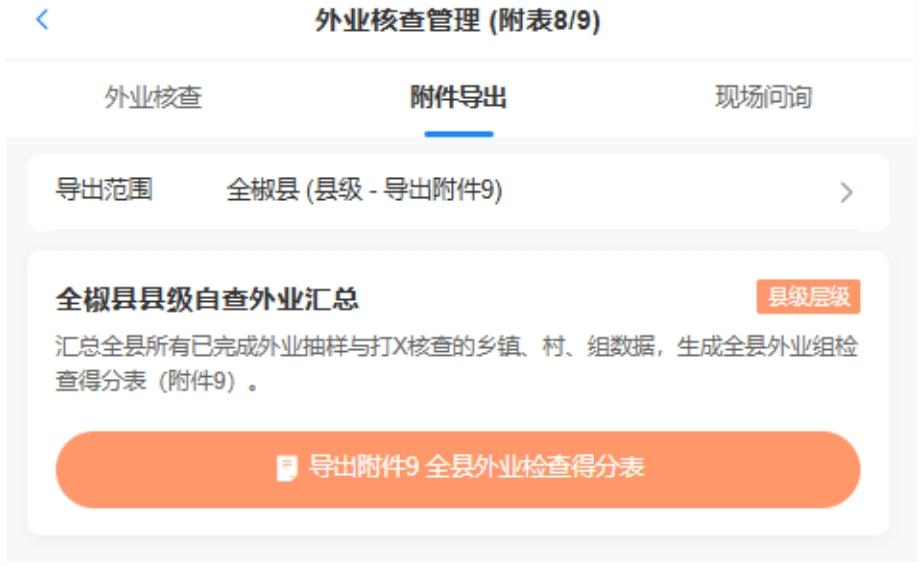 外业核查管理 (附表8/9)
外业核查 附件导出 现场问询
导出范围 全椒县 (县级 - 导出附件9)
全椒县县级自查外业汇总 县级层级
汇总全县所有已完成外业抽样与打X核查的乡镇、村、组数据，生成全县外业组检
查得分表（附件9）。
导出附件9 全县外业检查得分表